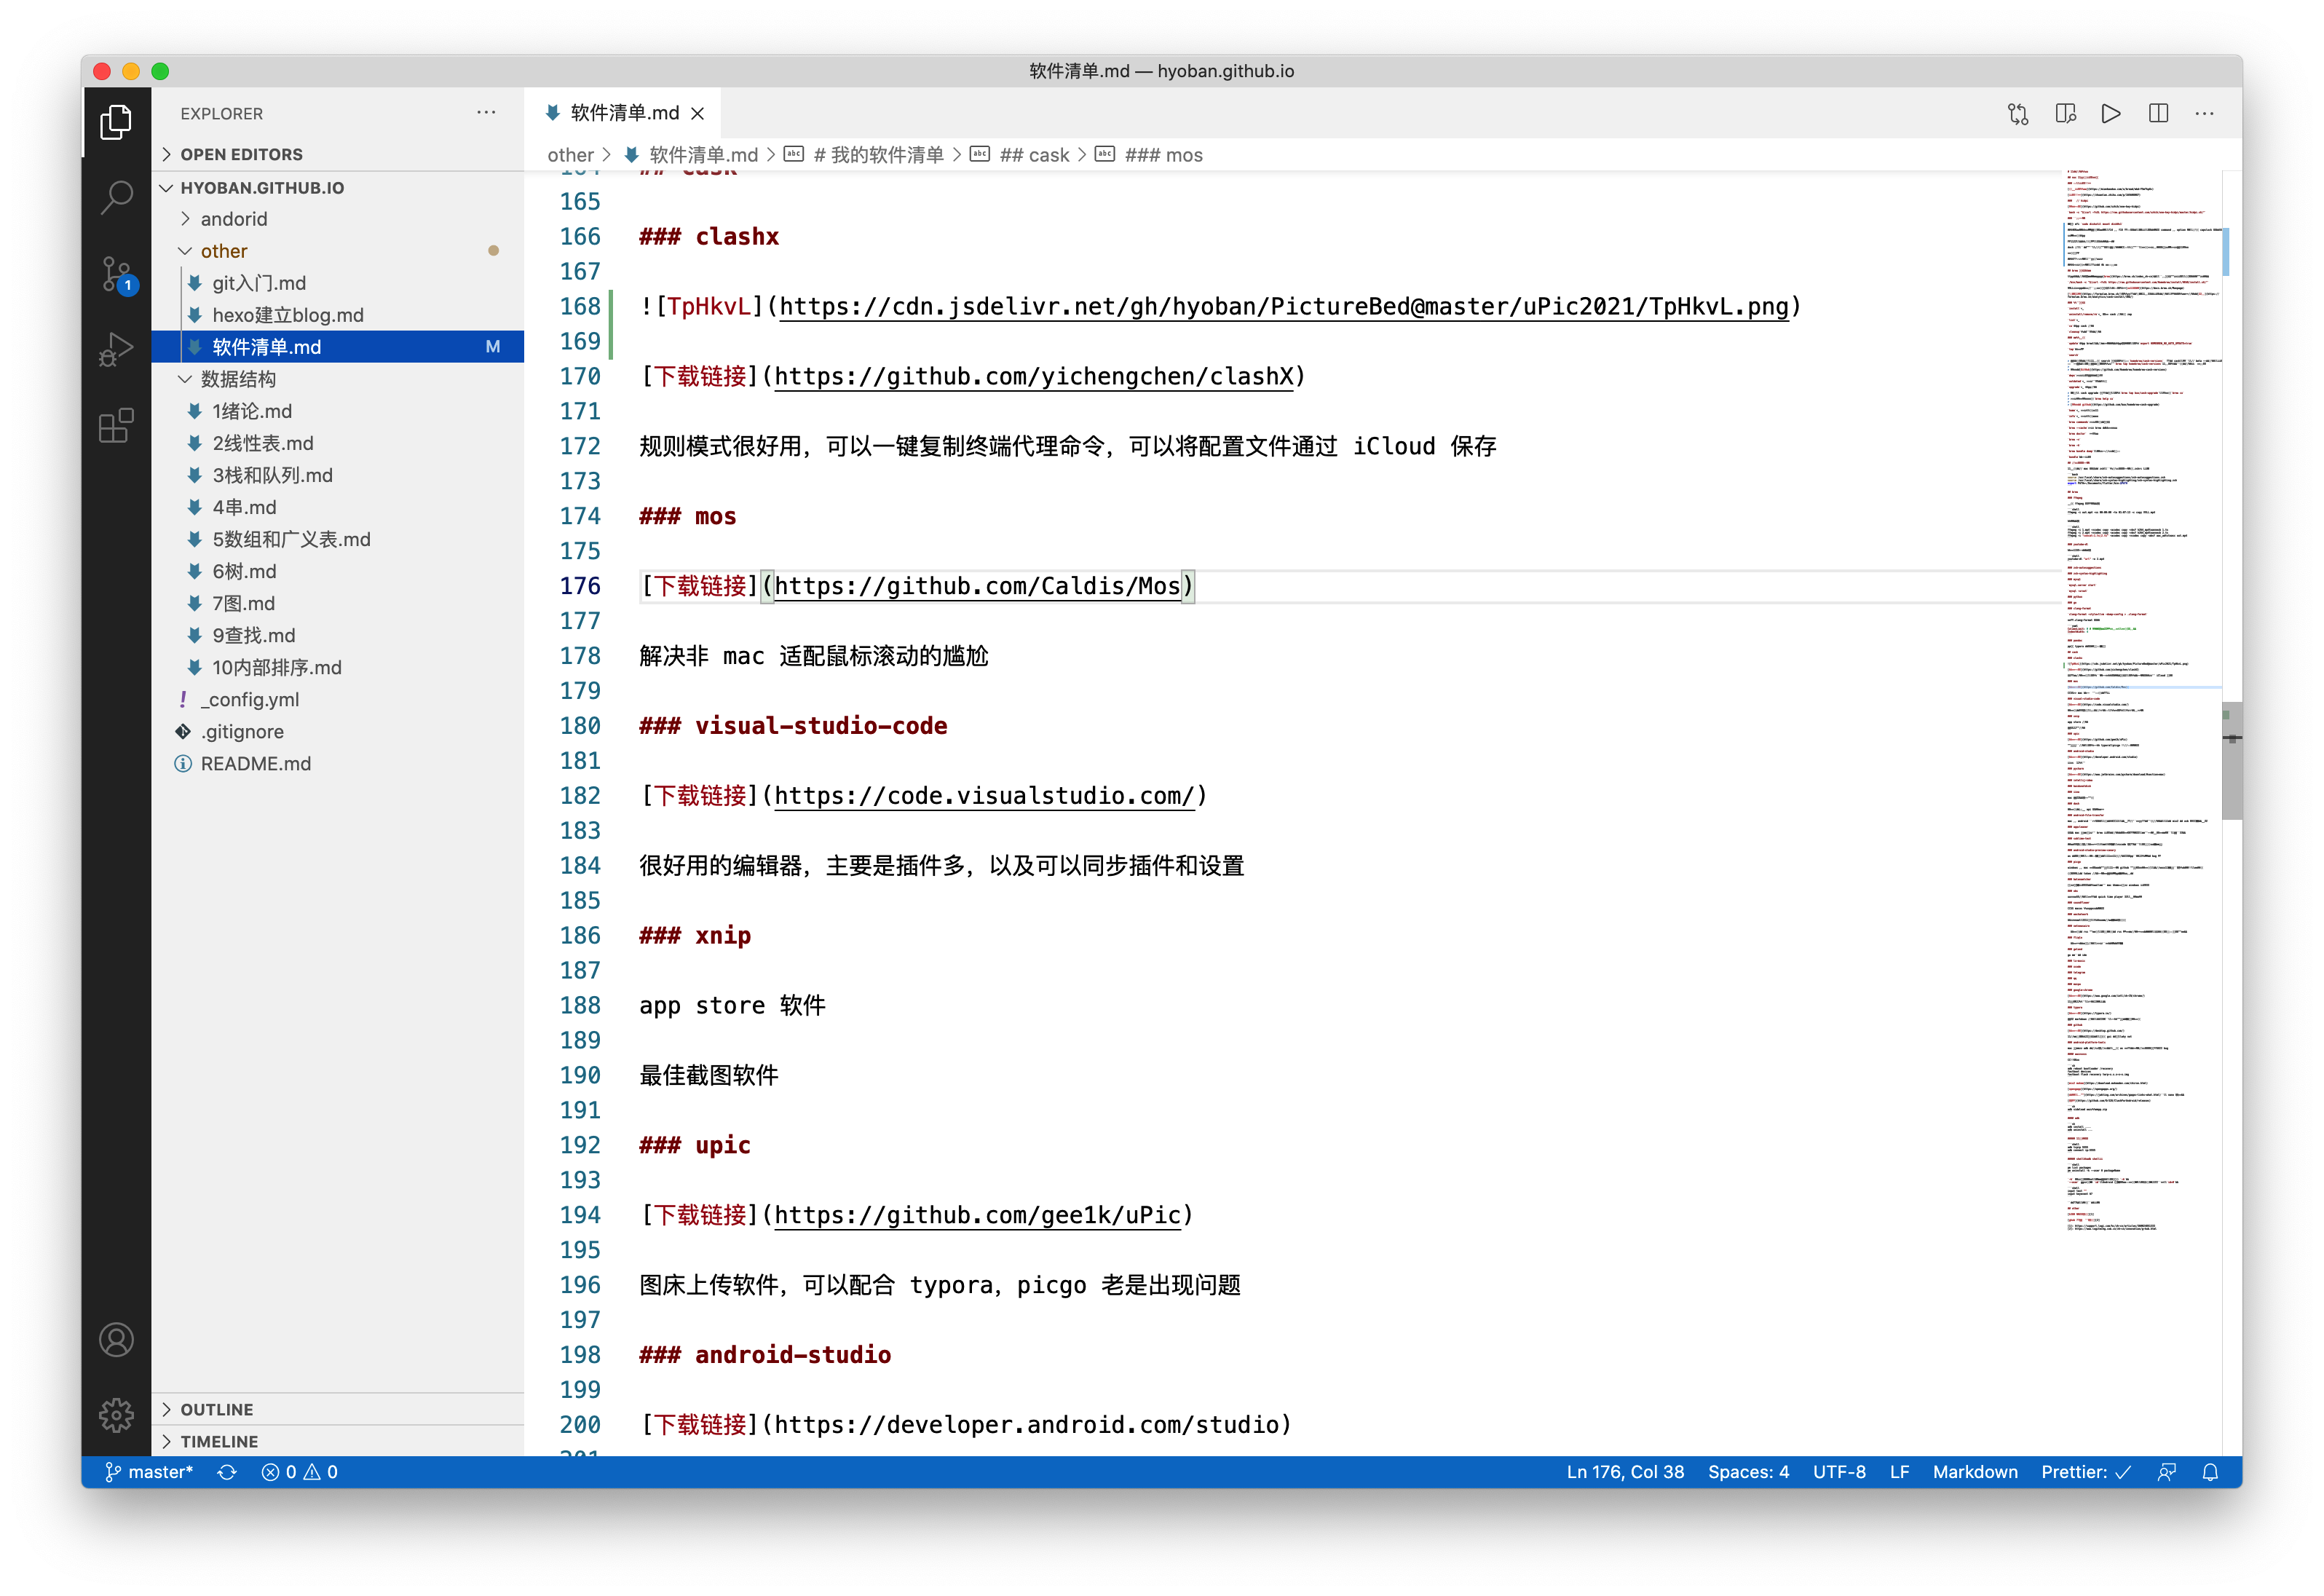 软件清单.md — hyoban.github.io
EXPLORER
OPEN EDITORS
HYOBAN.GITHUB.IO
andorid
other
git入门.md
hexo建立blog.md
软件清单.md M
数据结构
1绪论.md
2线性表.md
3栈和队列.md
4串.md
5数组和广义表.md
6树.md
7图.md
9查找.md
10内部排序.md
_config.yml
.gitignore
README.md
OUTLINE
TIMELINE
1
软件清单.md
other > 软件清单.md > # 我的软件清单 > ## cask > ### mos
164 ## cask
165
166 ### clashx
167
168 ![TpHkvL](https://cdn.jsdelivr.net/gh/hyoban/PictureBed@master/uPic2021/TpHkvL.png)
169
170 [下载链接](https://github.com/yichengchen/clashX)
171
172 规则模式很好用，可以一键复制终端代理命令，可以将配置文件通过 iCloud 保存
173
174 ### mos
175
176 [下载链接](https://github.com/Caldis/Mos)
177
178 解决非 mac 适配鼠标滚动的尴尬
179
180 ### visual-studio-code
181
182 [下载链接](https://code.visualstudio.com/)
183
184 很好用的编辑器，主要是插件多，以及可以同步插件和设置
185
186 ### xnip
187
188 app store 软件
189
190 最佳截图软件
191
192 ### upic
193
194 [下载链接](https://github.com/gee1k/uPic)
195
196 图床上传软件，可以配合 typora，picgo 老是出现问题
197
198 ### android-studio
199
200 [下载链接](https://developer.android.com/studio)
201
master* 0 0
Ln 176, Col 38 Spaces: 4 UTF-8 LF Markdown Prettier: ✓